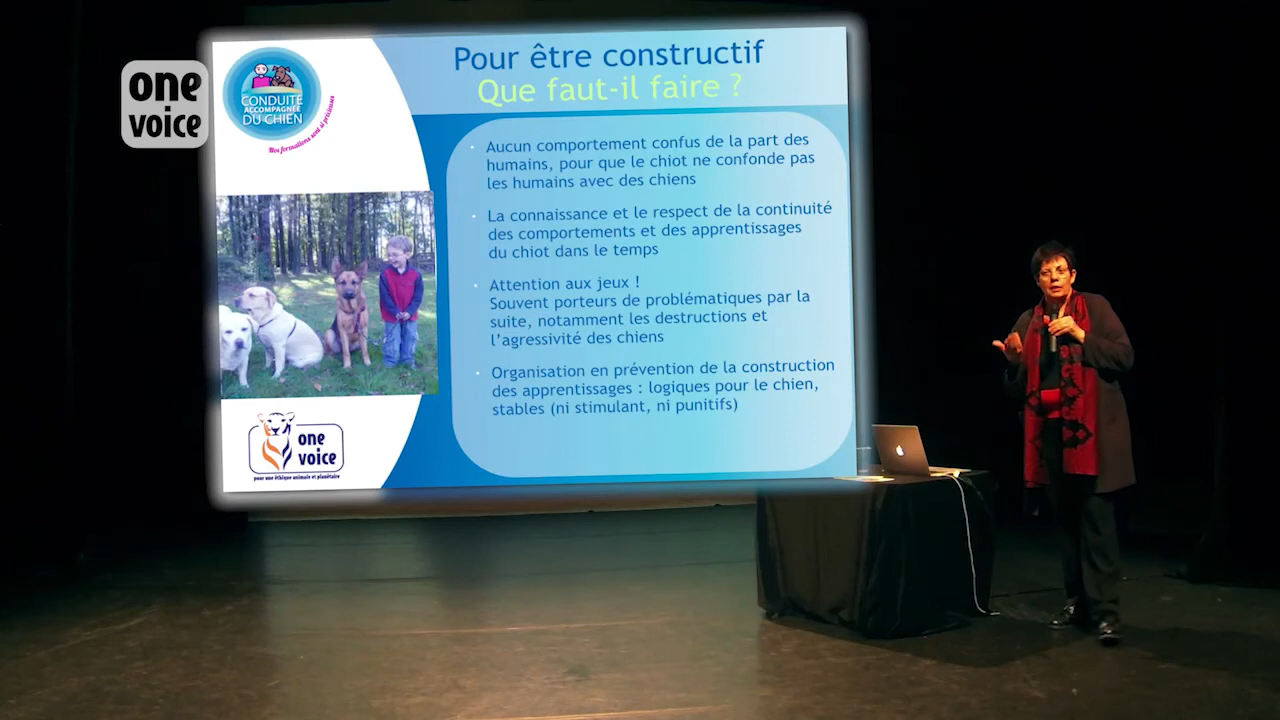 one
voice
CONDUITE
ACCOMPAGNÉE
DU CHIEN
Nos formations sont si précieuses
Pour être constructif
Que faut-il faire ?
· Aucun comportement confus de la part des
humains, pour que le chiot ne confonde pas
les humains avec des chiens
· La connaissance et le respect de la continuité
des comportements et des apprentissages
du chiot dans le temps
· Attention aux jeux !
Souvent porteurs de problématiques par la
suite, notamment les destructions et
l'agressivité des chiens
· Organisation en prévention de la construction
des apprentissages : logiques pour le chien,
stables (ni stimulant, ni punitifs)
one
voice
pour une éthique animale et planétaire